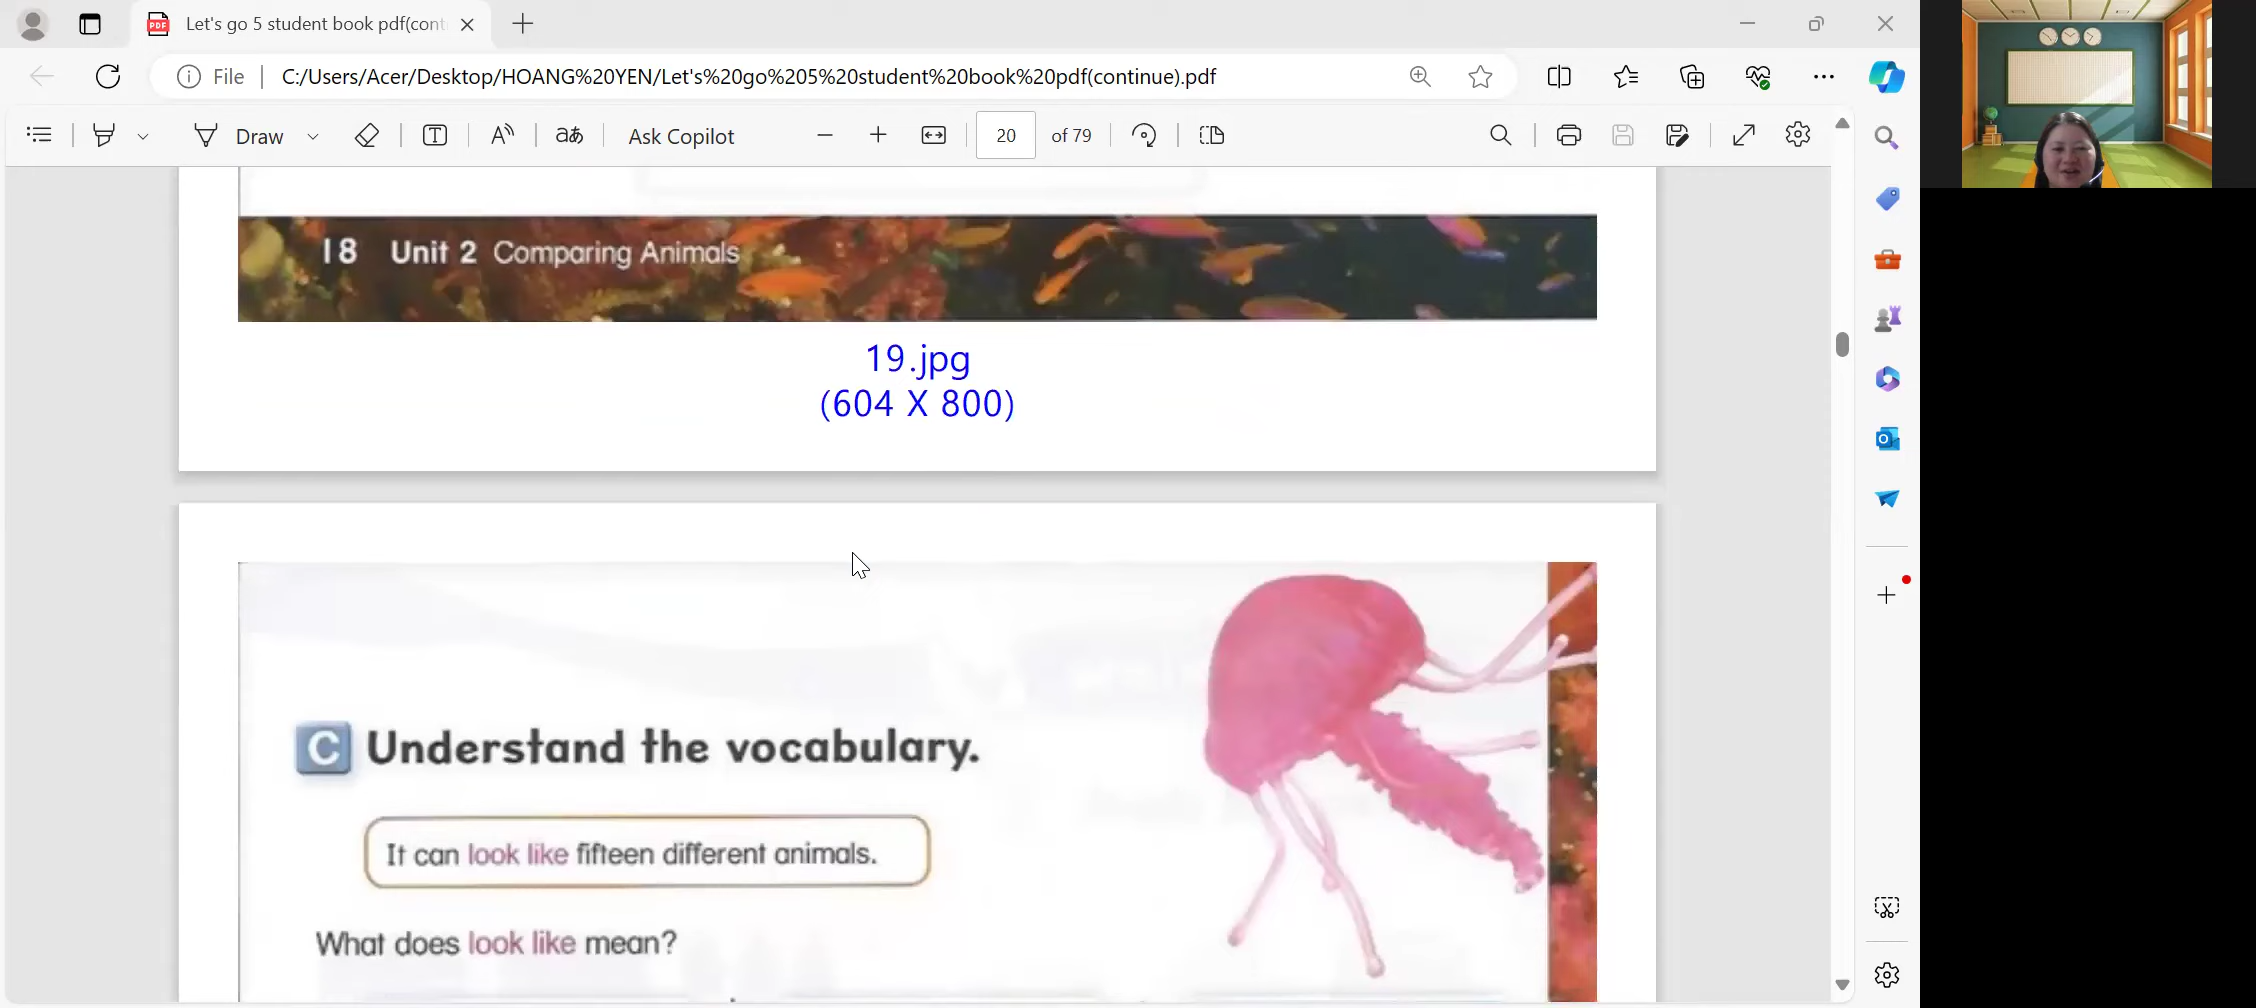 Let's go 5 student book pdf(cont
File
C:/Users/Acer/Desktop/HOANG%20YEN/Let's%20go%205%20student%20book%20pdf(continue).pdf
Draw
Ask Copilot
20
of 79
18 Unit 2 Comparing Animals
19.jpg
(604 X 800)
C Understand the vocabulary.
It can look like fifteen different animals.
What does look like mean?